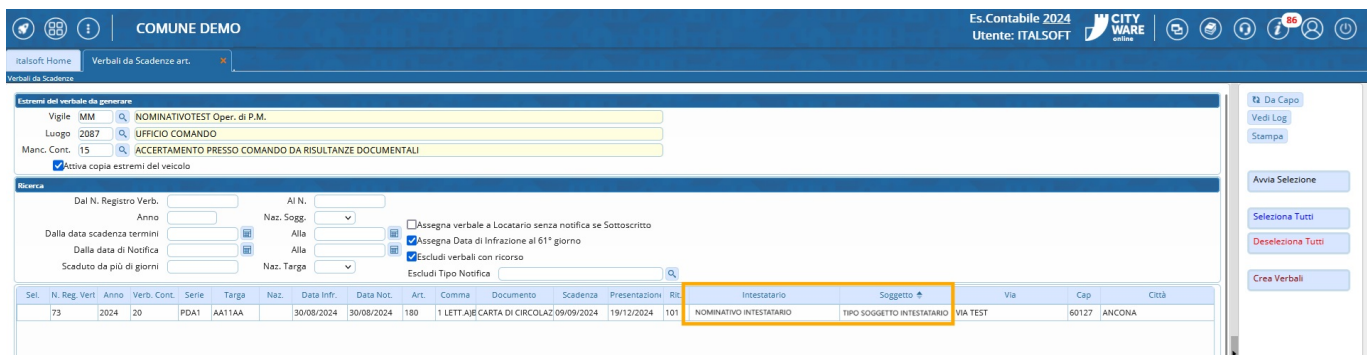 COMUNE DEMO
Es.Contabile 2024
Utente: ITALSOFT
CITY
WARE
online
86
italsoft Home
Verbali da Scadenze art.
Verbali da Scadenze
Estremi del verbale da generare
Vigile MM NOMINATIVOTEST Oper. di P.M.
Luogo 2087 UFFICIO COMANDO
Manc. Cont. 15 ACCERTAMENTO PRESSO COMANDO DA RISULTANZE DOCUMENTALI
Attiva copia estremi del veicolo
Ricerca
Dal N. Registro Verb. Al N.
Anno Naz. Sogg.
Assegna verbale a Locatario senza notifica se Sottoscritto
Dalla data scadenza termini Alla
Assegna Data di Infrazione al 61° giorno
Dalla data di Notifica Alla
Escludi verbali con ricorso
Scaduto da più di giorni Naz. Targa
Escludi Tipo Notifica
Sel. N. Reg. Vert Anno Verb. Cont. Serie Targa Naz. Data Infr. Data Not. Art. Comma Documento Scadenza Presentazion Rit. Intestatario Soggetto Via Cap Città
73 2024 20 PDA1 AA11AA 30/08/2024 30/08/2024 180 1 LETT.A)E CARTA DI CIRCOLAZ 09/09/2024 19/12/2024 101 NOMINATIVO INTESTATARIO TIPO SOGGETTO INTESTATARIO VIA TEST 60127 ANCONA
Da Capo
Vedi Log
Stampa
Avvia Selezione
Seleziona Tutti
Deseleziona Tutti
Crea Verbali